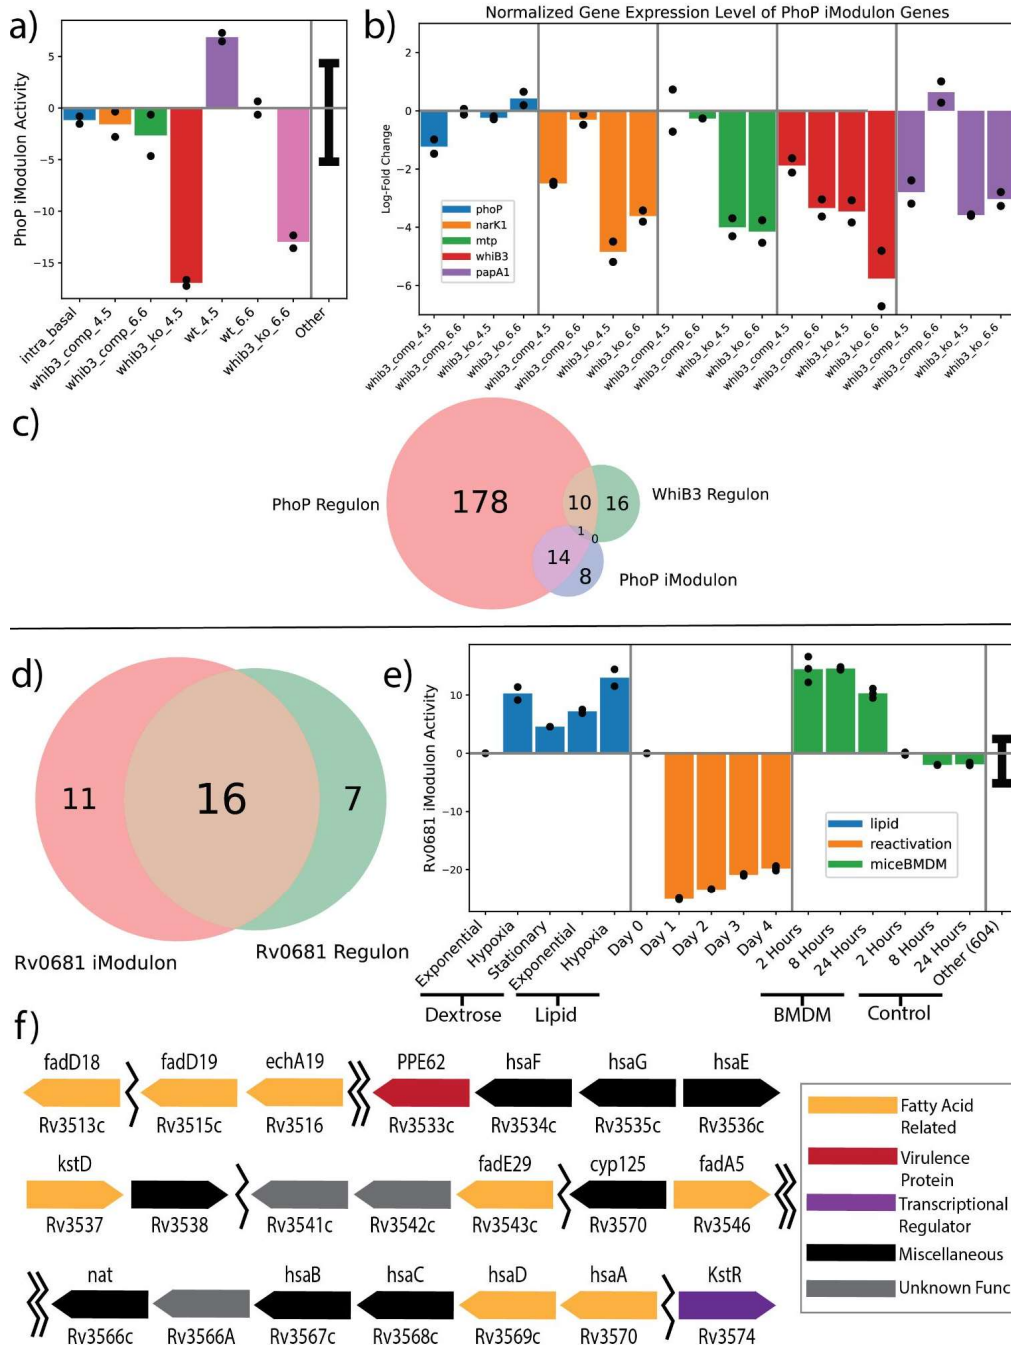 a)
PhoP iModulon Activity
5
0
−5
−10
−15
intra_basal
whib3_comp_4.5
whib3_comp_6.6
whib3_ko_4.5
wt_4.5
wt_6.6
whib3_ko_6.6
Other
b)
Normalized Gene Expression Level of PhoP iModulon Genes
Log-Fold Change
2
0
−2
−4
−6
phoP
narK1
mtp
whiB3
papA1
whib3_comp_4.5
whib3_comp_6.6
whib3_ko_4.5
whib3_ko_6.6
whib3_comp_4.5
whib3_comp_6.6
whib3_ko_4.5
whib3_ko_6.6
whib3_comp_4.5
whib3_comp_6.6
whib3_ko_4.5
whib3_ko_6.6
whib3_comp_4.5
whib3_comp_6.6
whib3_ko_4.5
whib3_ko_6.6
whib3_comp_4.5
whib3_comp_6.6
whib3_ko_4.5
whib3_ko_6.6
c)
PhoP Regulon
178
10
16
WhiB3 Regulon
1
0
14
8
PhoP iModulon
d)
11
16
7
Rv0681 iModulon
Rv0681 Regulon
e)
Rv0681 iModulon Activity
10
0
−10
−20
lipid
reactivation
miceBMDM
Exponential
Hypoxia
Stationary
Exponential
Hypoxia
Day 0
Day 1
Day 2
Day 3
Day 4
2 Hours
8 Hours
24 Hours
2 Hours
8 Hours
24 Hours
Other (604)
Dextrose
Lipid
BMDM
Control
f)
fadD18 fadD19 echA19 PPE62 hsaF hsaG hsaE
Rv3513c Rv3515c Rv3516 Rv3533c Rv3534c Rv3535c Rv3536c
kstD fadE29 cyp125 fadA5
Rv3537 Rv3538 Rv3541c Rv3542c Rv3543c Rv3570 Rv3546
nat hsaB hsaC hsaD hsaA KstR
Rv3566c Rv3566A Rv3567c Rv3568c Rv3569c Rv3570 Rv3574
Fatty Acid
Related
Virulence
Protein
Transcriptional
Regulator
Miscellaneous
Unknown Func